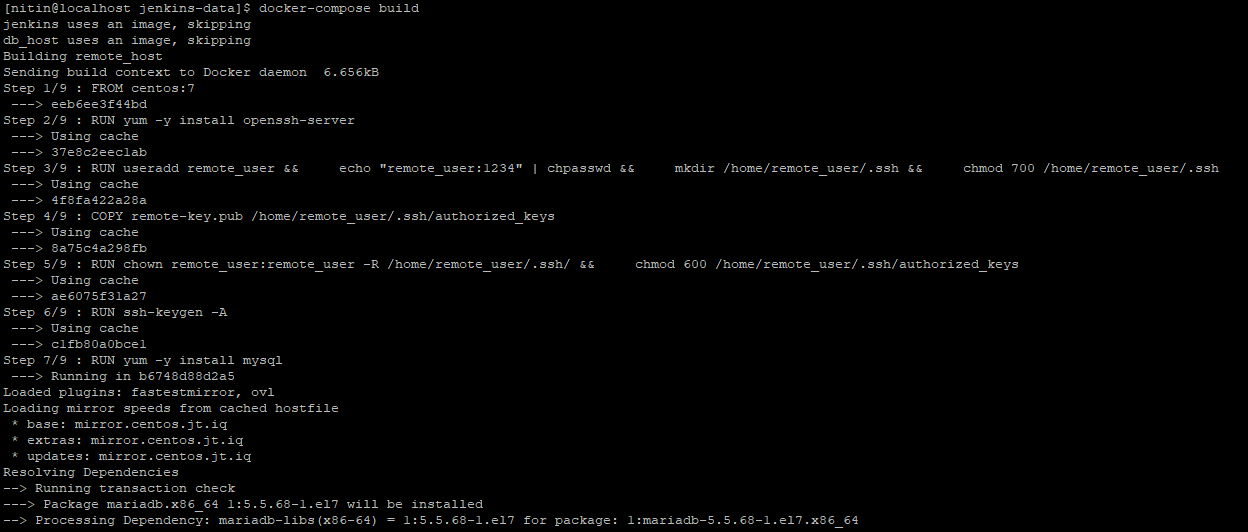 [nitin@localhost jenkins-data]$ docker-compose build
jenkins uses an image, skipping
db_host uses an image, skipping
Building remote_host
Sending build context to Docker daemon  6.656kB
Step 1/9 : FROM centos:7
 ---> eeb6ee3f44bd
Step 2/9 : RUN yum -y install openssh-server
 ---> Using cache
 ---> 37e8c2eec1ab
Step 3/9 : RUN useradd remote_user &&     echo "remote_user:1234" | chpasswd &&     mkdir /home/remote_user/.ssh &&     chmod 700 /home/remote_user/.ssh
 ---> Using cache
 ---> 4f8fa422a28a
Step 4/9 : COPY remote-key.pub /home/remote_user/.ssh/authorized_keys
 ---> Using cache
 ---> 8a75c4a298fb
Step 5/9 : RUN chown remote_user:remote_user -R /home/remote_user/.ssh/ &&     chmod 600 /home/remote_user/.ssh/authorized_keys
 ---> Using cache
 ---> ae6075f31a27
Step 6/9 : RUN ssh-keygen -A
 ---> Using cache
 ---> c1fb80a0bce1
Step 7/9 : RUN yum -y install mysql
 ---> Running in b6748d88d2a5
Loaded plugins: fastestmirror, ovl
Loading mirror speeds from cached hostfile
 * base: mirror.centos.jt.iq
 * extras: mirror.centos.jt.iq
 * updates: mirror.centos.jt.iq
Resolving Dependencies
--> Running transaction check
---> Package mariadb.x86_64 1:5.5.68-1.el7 will be installed
--> Processing Dependency: mariadb-libs(x86-64) = 1:5.5.68-1.el7 for package: 1:mariadb-5.5.68-1.el7.x86_64